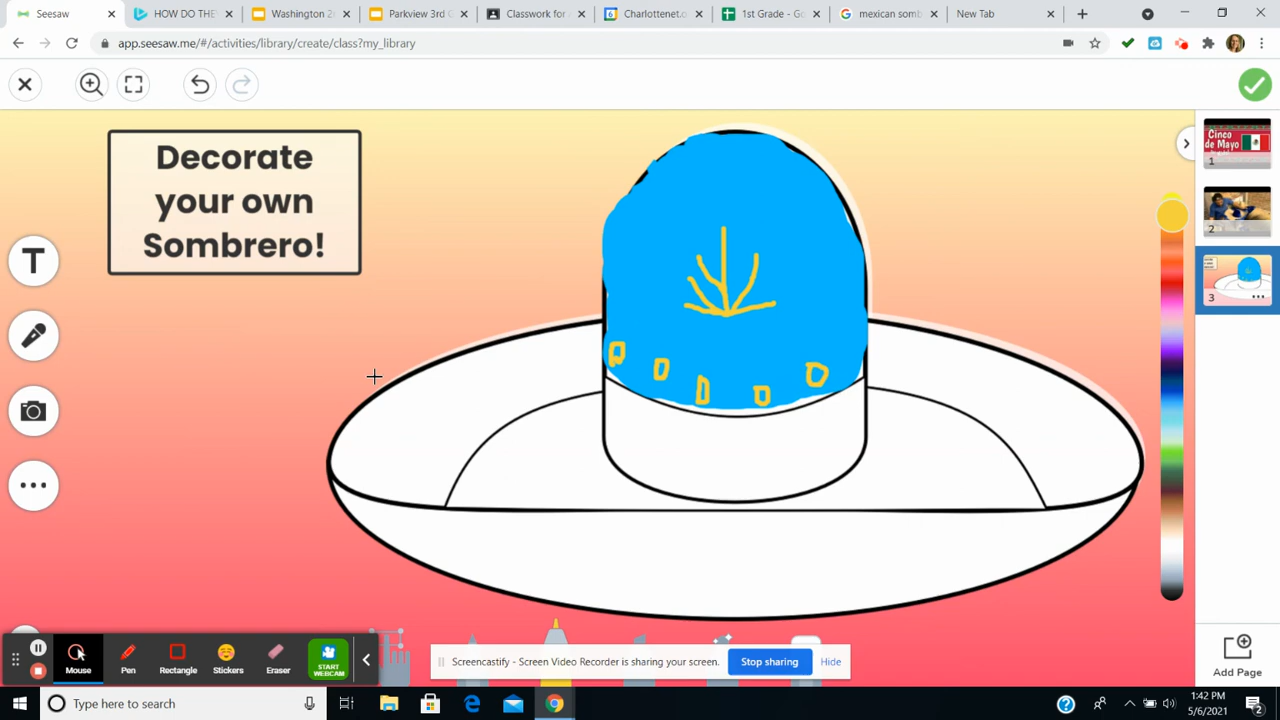 Seesaw
HOW DO THE
Washington 2
Parkview 3rd G
Classwork for
Charlottenet.o
1st Grade - Go
mexican somb
New Tab
app.seesaw.me/#/activities/library/create/class?my_library
Decorate
your own
Sombrero!
T
Cinco
de Mayo
1
2
3
Add Page
Mouse
Pen
Rectangle
Stickers
Eraser
START
WEBCAM
Screencastify - Screen Video Recorder is sharing your screen.
Stop sharing
Hide
Type here to search
1:42 PM
5/6/2021
2